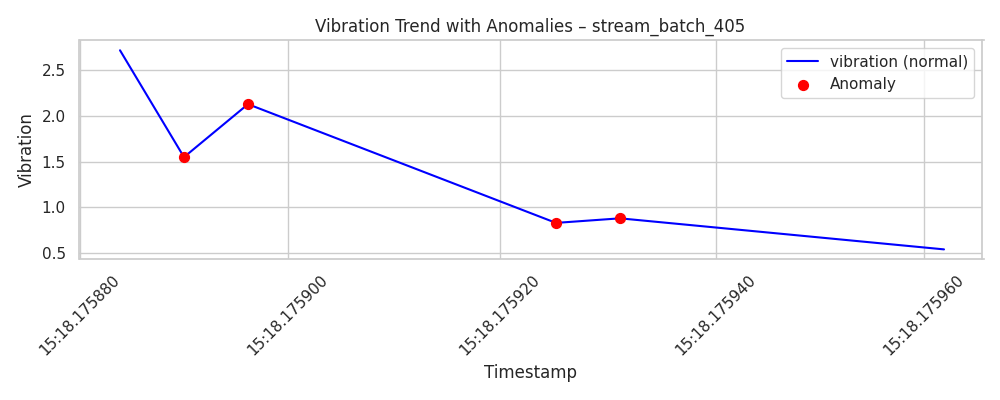 Vibration Trend with Anomalies – stream_batch_405
vibration (normal)
Anomaly
Vibration
2.5
2.0
1.5
1.0
0.5
15:18.175880
15:18.175900
15:18.175920
15:18.175940
15:18.175960
Timestamp